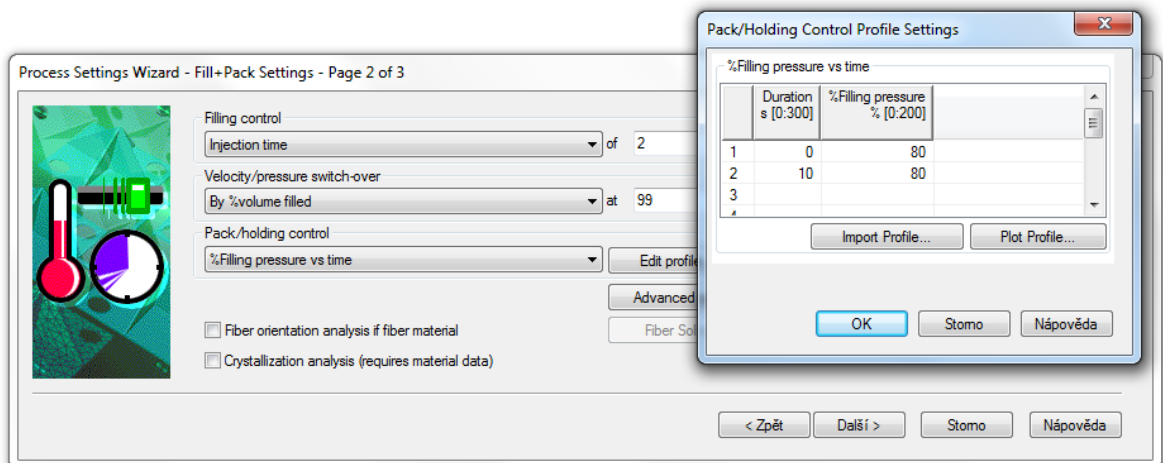 Process Settings Wizard - Fill+Pack Settings - Page 2 of 3
Filling control
Injection time
of
2
Velocity/pressure switch-over
By %volume filled
at
99
Pack./holding control
%Filling pressure vs time
Edit profile
Advanced
Fiber orientation analysis if fiber material
Fiber Sol
Crystallization analysis (requires material data)
< Zpět
Další >
Storno
Nápověda
Pack/Holding Control Profile Settings
%Filling pressure vs time
Duration %Filling pressure
s [0:300] % [0:200]
1 0 80
2 10 80
3
Import Profile...
Plot Profile...
OK
Storno
Nápověda